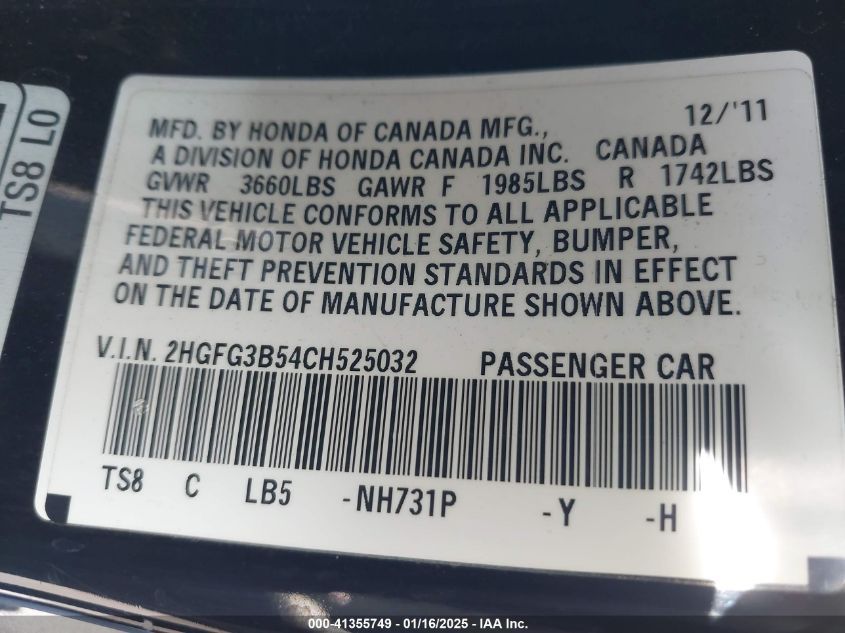 TS8 L0
12/'11
MFD. BY HONDA OF CANADA MFG.,
A DIVISION OF HONDA CANADA INC. CANADA
GVWR 3660LBS GAWR F 1985LBS R 1742LBS
THIS VEHICLE CONFORMS TO ALL APPLICABLE
FEDERAL MOTOR VEHICLE SAFETY, BUMPER,
AND THEFT PREVENTION STANDARDS IN EFFECT
ON THE DATE OF MANUFACTURE SHOWN ABOVE.
V.I.N. 2HGFG3B54CH525032 PASSENGER CAR
TS8 C LB5 -NH731P -Y -H
000-41355749 - 01/16/2025 - IAA Inc.